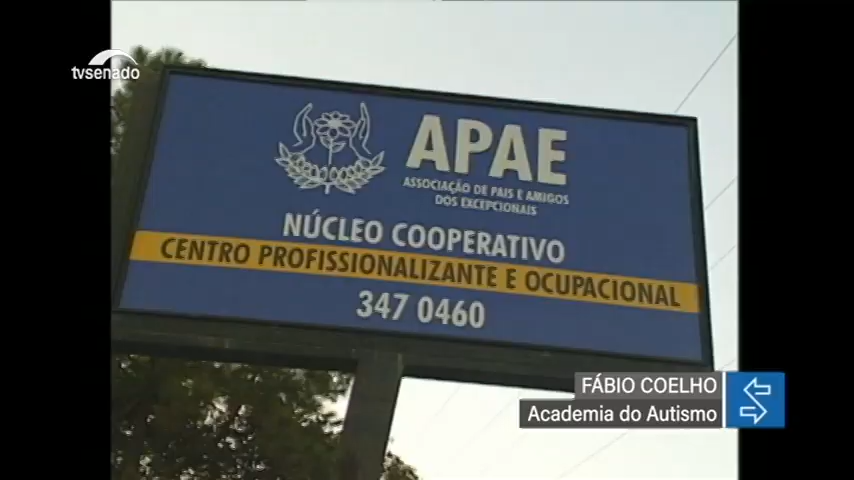 tvsenado
APAE
ASSOCIAÇÃO DE PAIS E AMIGOS
DOS EXCEPCIONAIS
NÚCLEO COOPERATIVO
CENTRO PROFISSIONALIZANTE E OCUPACIONAL
347 0460
FÁBIO COELHO
Academia do Autismo